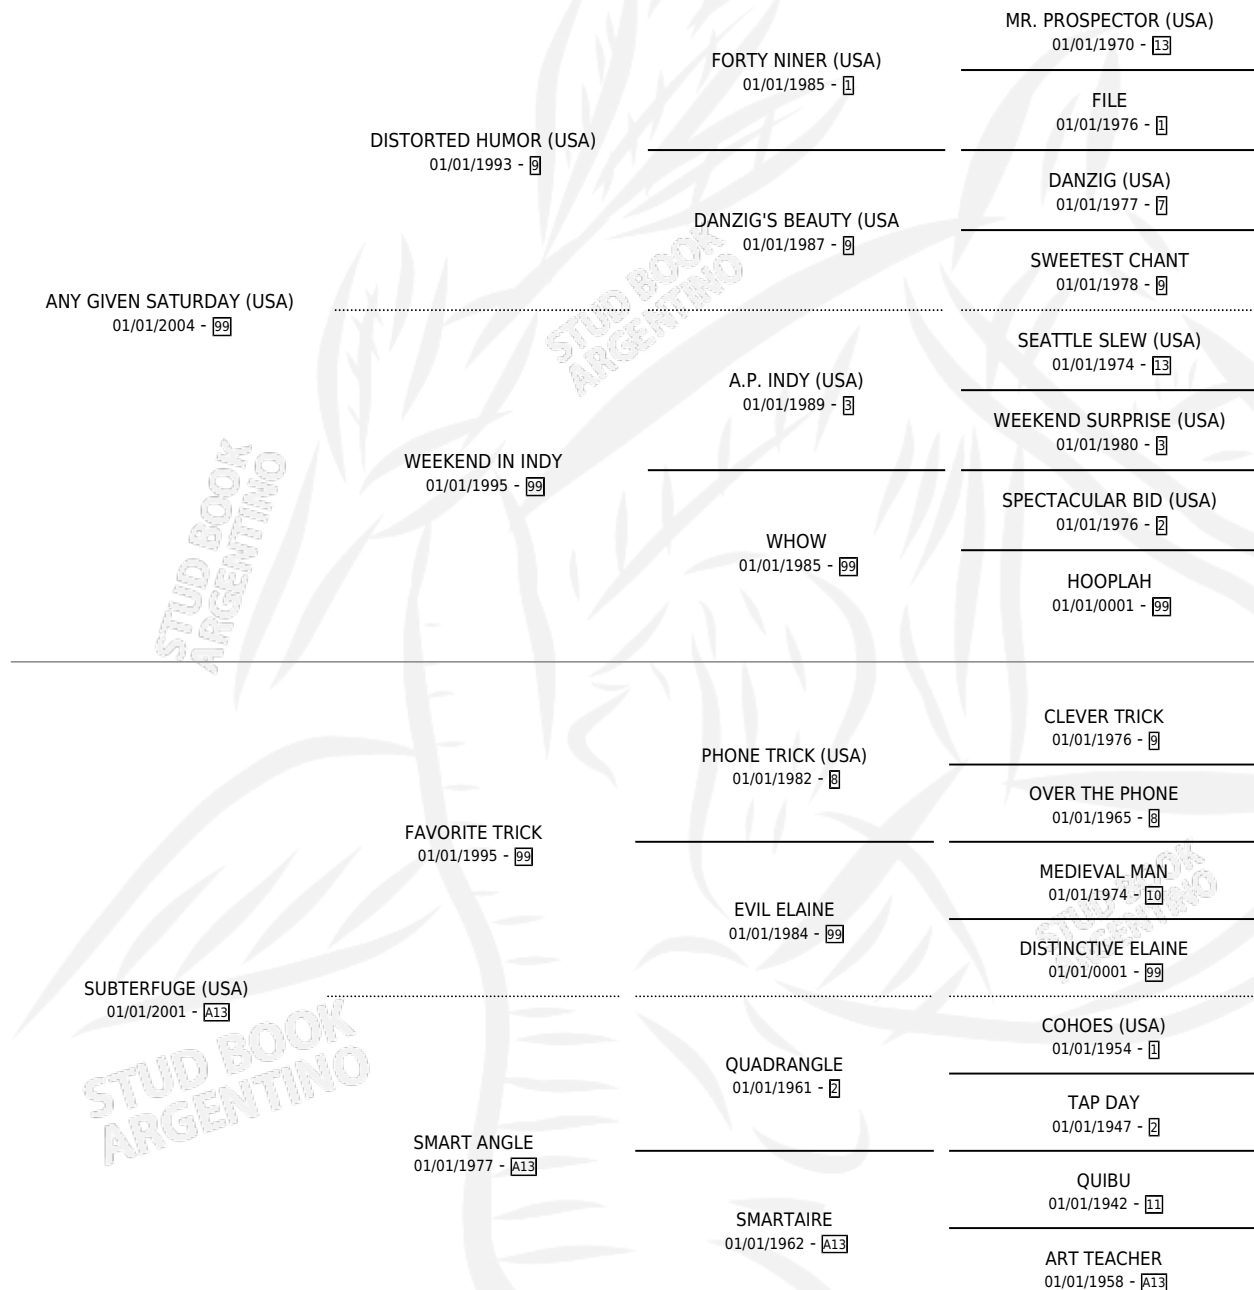 MR. PROSPECTOR (USA)
01/01/1970 - 13
FORTY NINER (USA)
01/01/1985 - 1
FILE
01/01/1976 - 1
DISTORTED HUMOR (USA)
01/01/1993 - 9
DANZIG (USA)
01/01/1977 - 7
DANZIG'S BEAUTY (USA
01/01/1987 - 9
SWEETEST CHANT
01/01/1978 - 9
ANY GIVEN SATURDAY (USA)
01/01/2004 - 99
STUD BOOK
ARGENTINO
SEATTLE SLEW (USA)
01/01/1974 - 13
A.P. INDY (USA)
01/01/1989 - 3
WEEKEND SURPRISE (USA)
01/01/1980 - 3
WEEKEND IN INDY
01/01/1995 - 99
SPECTACULAR BID (USA)
01/01/1976 - 2
WHOW
01/01/1985 - 99
HOOPLAH
01/01/0001 - 99
STUD BOOK
ARGENTINO
CLEVER TRICK
01/01/1976 - 9
PHONE TRICK (USA)
01/01/1982 - 8
OVER THE PHONE
01/01/1965 - 8
FAVORITE TRICK
01/01/1995 - 99
MEDIEVAL MAN
01/01/1974 - 10
EVIL ELAINE
01/01/1984 - 99
DISTINCTIVE ELAINE
01/01/0001 - 99
STUD BOOK
ARGENTINO
SUBTERFUGE (USA)
01/01/2001 - A13
COHOES (USA)
01/01/1954 - 1
QUADRANGLE
01/01/1961 - 2
TAP DAY
01/01/1947 - 2
STUD BOOK
ARGENTINO
SMART ANGLE
01/01/1977 - A13
QUIBU
01/01/1942 - 11
SMARTAIRE
01/01/1962 - A13
ART TEACHER
01/01/1958 - A13